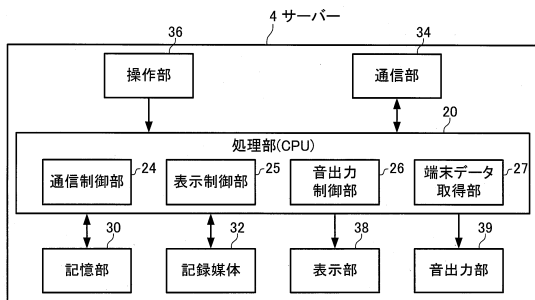 4 サーバー
36
34
操作部
通信部
20
処理部(CPU)
24
25
26
27
通信制御部
表示制御部
音出力
制御部
端末データ
取得部
30
32
38
39
記憶部
記録媒体
表示部
音出力部